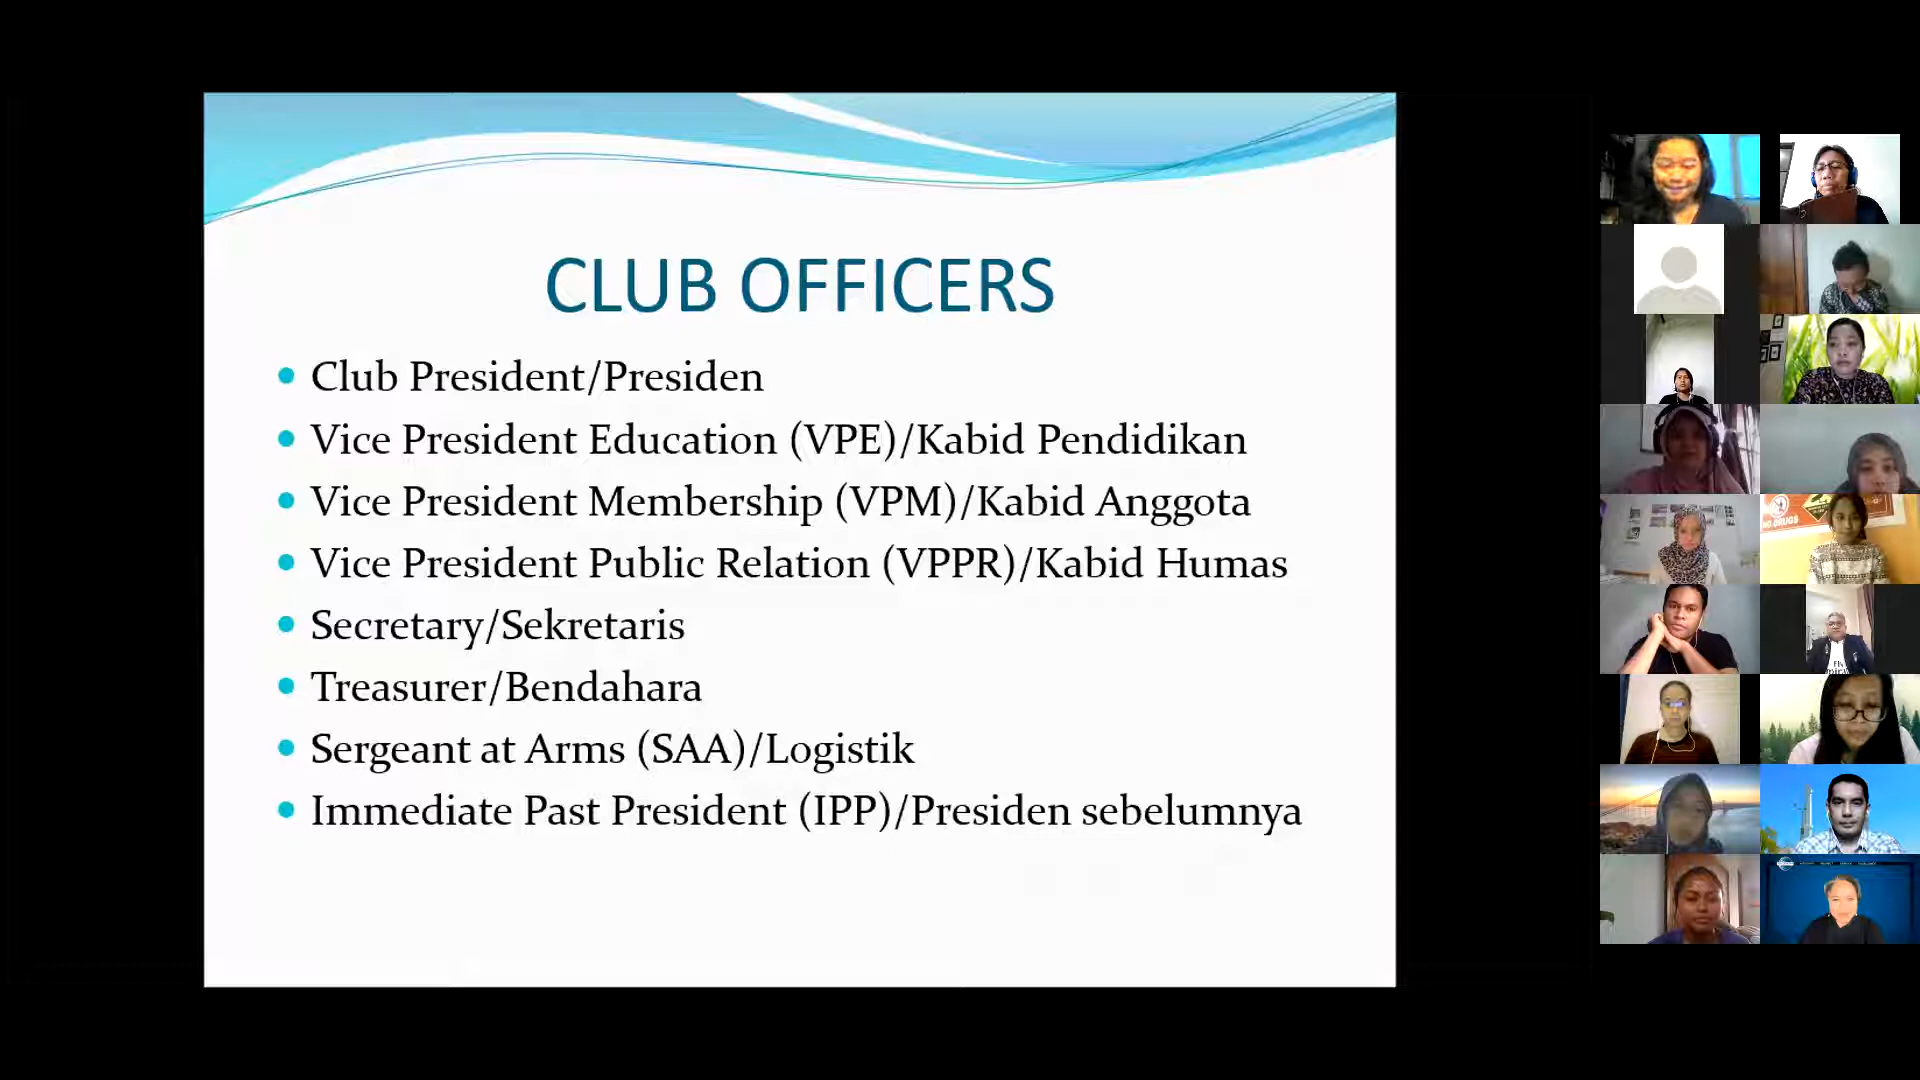 CLUB OFFICERS
Club President/Presiden
Vice President Education (VPE)/Kabid Pendidikan
Vice President Membership (VPM)/Kabid Anggota
Vice President Public Relation (VPPR)/Kabid Humas
Secretary/Sekretaris
Treasurer/Bendahara
Sergeant at Arms (SAA)/Logistik
Immediate Past President (IPP)/Presiden sebelumnya
DRUGS